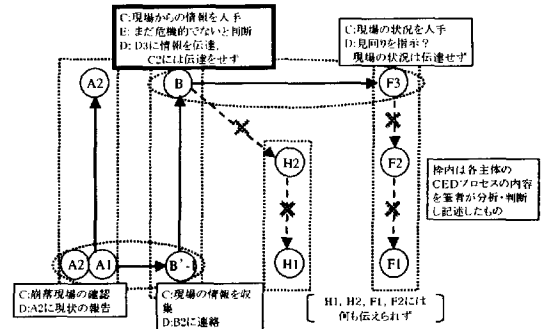 C:現場からの情報を入手
E: まだ危機的でないと判断
D: D3に情報を伝達,
C2には伝達をせず
C:現場の状況を入手
D:見回りを指示?
現場の状況は伝達せず
A2
B
F3
H2
F2
枠内は各主体の
CEDプロセスの内容
を筆者が分析・判断
し記述したもの
A2
A1
B'-1
H1
F1
C:崩落現場の確認
D:A2に現状の報告
C:現場の情報を収
集
D:B2に連絡
H1, H2, F1, F2には
何も伝えられず